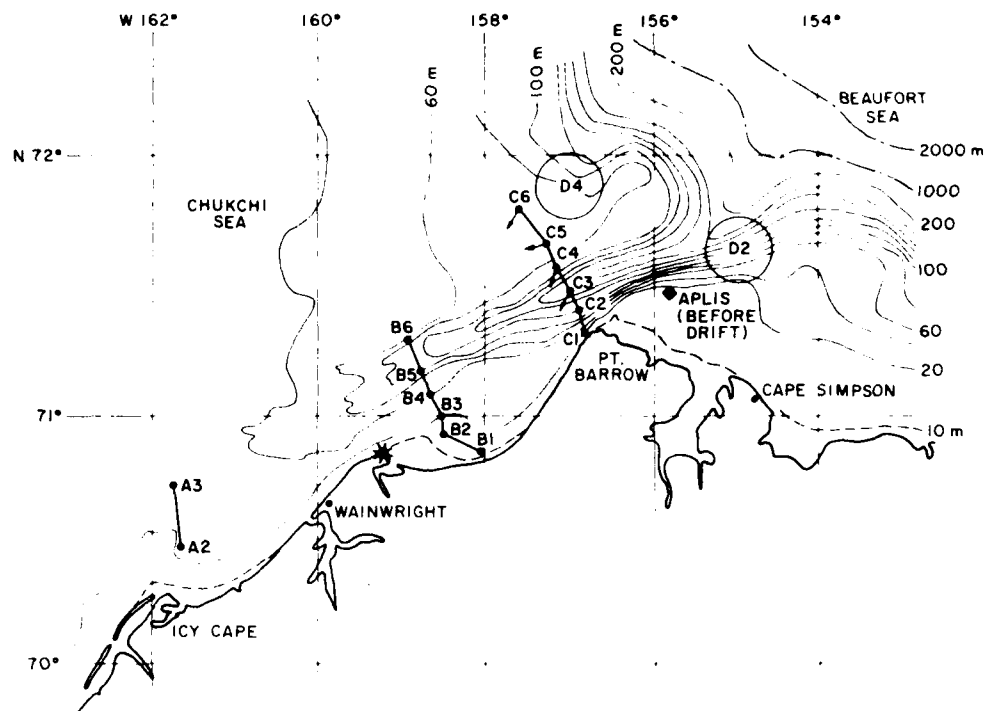 W 162° 160° 158° 156° 154°
60 E
100 E
200 E
BEAUFORT
SEA
N 72°
2000 m
1000
200
100
60
20
10 m
CHUKCHI
SEA
D4
D2
C6
C5
C4
C3
C2
C1
APLIS
(BEFORE
DRIFT)
PT.
BARROW
CAPE SIMPSON
B6
B5
B4
B3
B2
B1
71°
A3
A2
WAINWRIGHT
ICY CAPE
70°